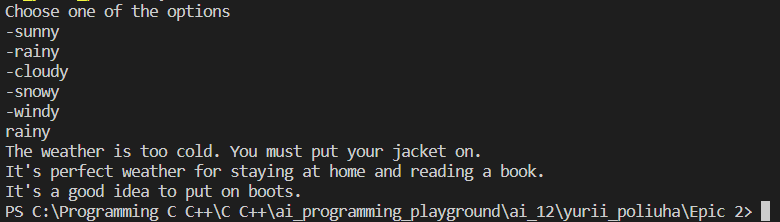 Choose one of the options
-sunny
-rainy
-cloudy
-snowy
-windy
rainy
The weather is too cold. You must put your jacket on.
It's perfect weather for staying at home and reading a book.
It's a good idea to put on boots.
PS C:\Programming C C++\C C++\ai_programming_playground\ai_12\yurii_poliuha\Epic 2>